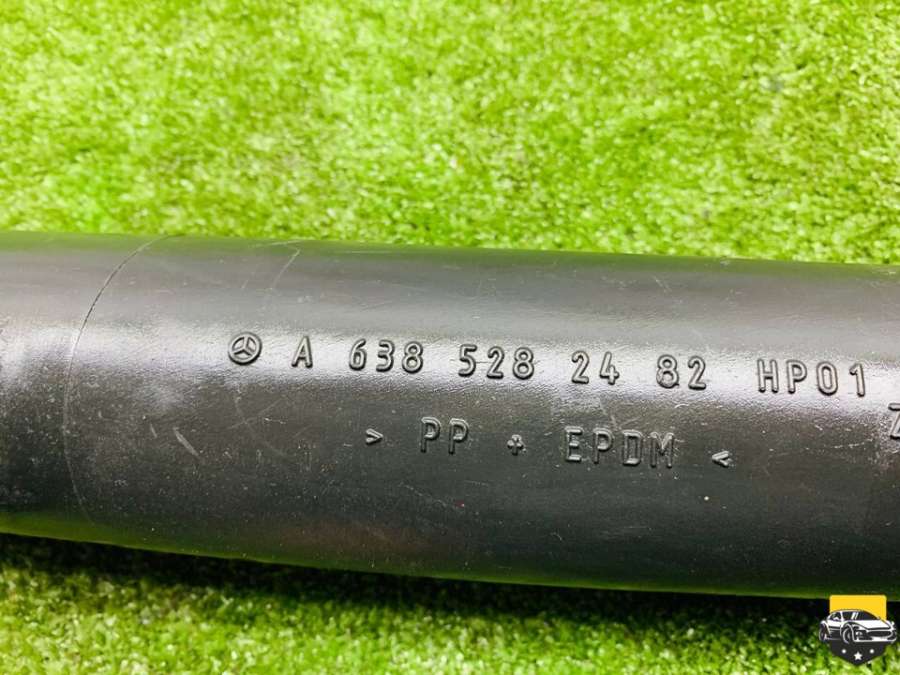 A 638 528 24 82 HP01
> PP + EPDM <